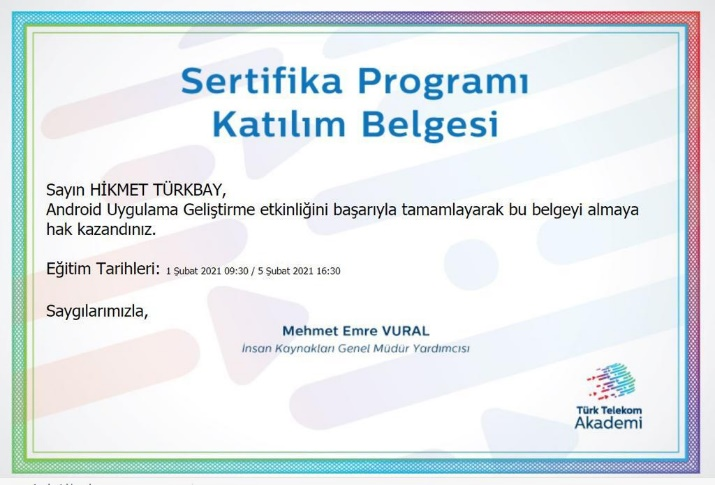 Sertifika Programı
Katılım Belgesi
Sayın HİKMET TÜRKBAY,
Android Uygulama Geliştirme etkinliğini başarıyla tamamlayarak bu belgeyi almaya
hak kazandınız.
Eğitim Tarihleri: 1 Şubat 2021 09:30 / 5 Şubat 2021 16:30
Saygılarımızla,
Mehmet Emre VURAL
İnsan Kaynakları Genel Müdür Yardımcısı
Türk Telekom
Akademi